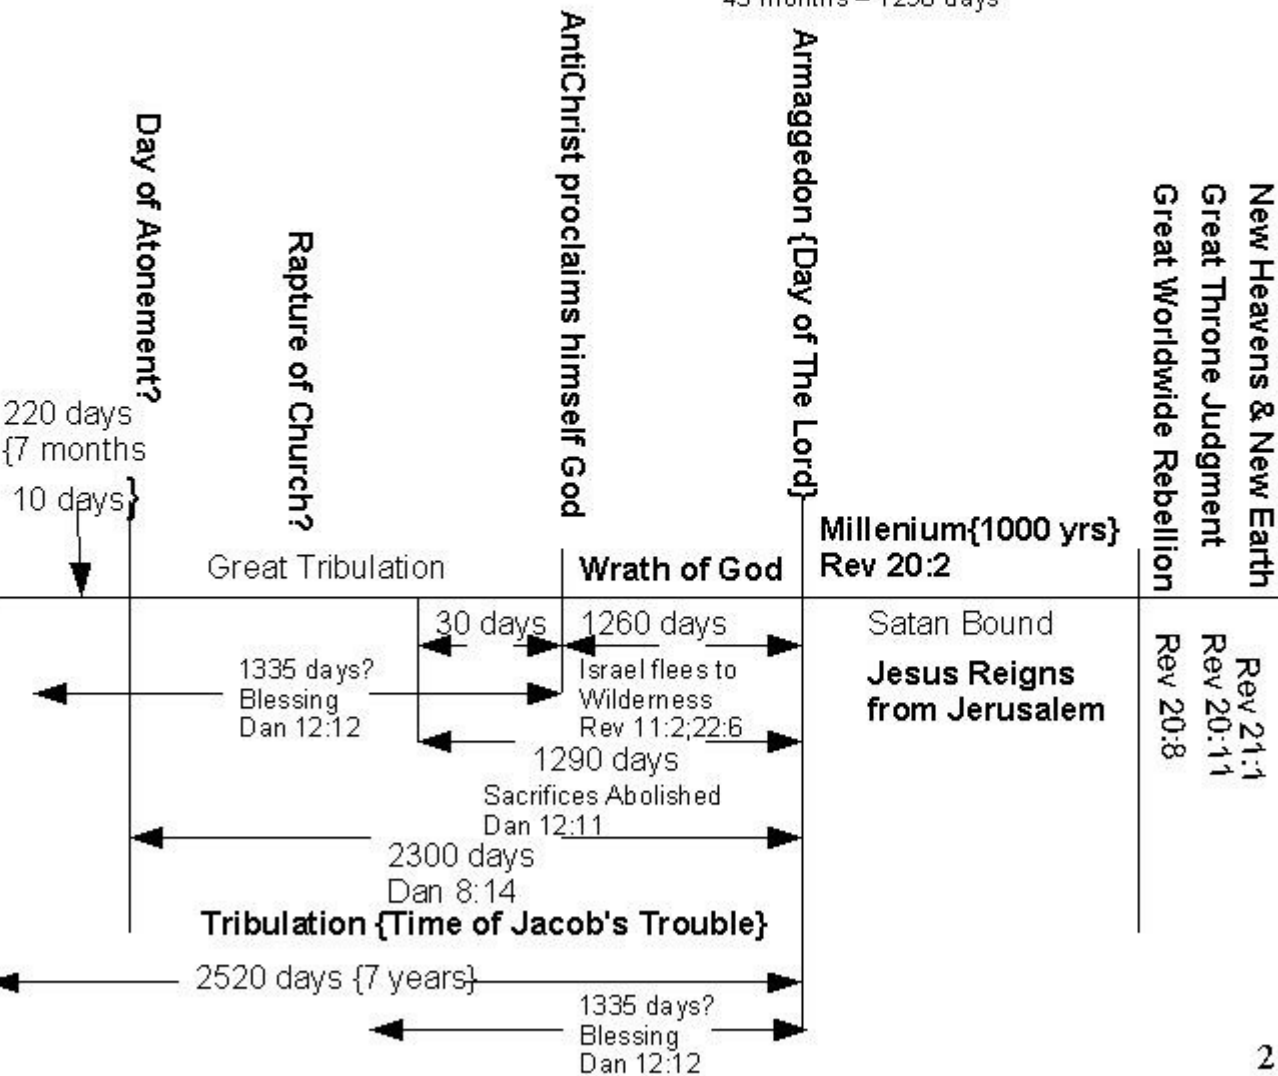 43 months = 1298 days
AntiChrist proclaims himself God
Armaggedon {Day of The Lord}
Day of Atonement?
Rapture of Church?
Great Worldwide Rebellion
Great Throne Judgment
New Heavens & New Earth
220 days
{7 months
10 days}
Great Tribulation
Wrath of God
Millenium{1000 yrs}
Rev 20:2
30 days
1260 days
Satan Bound
1335 days?
Blessing
Dan 12:12
Israel flees to
Wilderness
Rev 11:2;22:6
Jesus Reigns
from Jerusalem
Rev 20:8
Rev 20:11
Rev 21:1
1290 days
Sacrifices Abolished
Dan 12:11
2300 days
Dan 8:14
Tribulation {Time of Jacob's Trouble}
2520 days {7 years}
1335 days?
Blessing
Dan 12:12
2